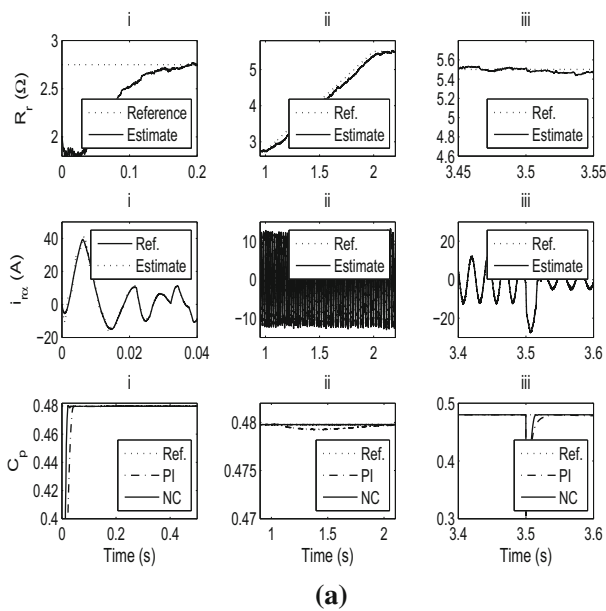 i ii iii
R_r (Ω)
3
2.5
2
Reference
Estimate
0 0.1 0.2
6
5
4
3
Ref.
Estimate
1 1.5 2
5.6
5.4
5.2
5
4.8
4.6
Ref.
Estimate
3.45 3.5 3.55
i ii iii
i_rα (A)
40
20
0
−20
Ref.
Estimate
0 0.02 0.04
10
0
−10
Ref.
Estimate
1 1.5 2
20
0
−20
Ref.
Estimate
3.4 3.5 3.6
i ii iii
C_p
0.48
0.46
0.44
0.42
0.4
Ref.
PI
NC
0 0.2 0.4
Time (s)
0.48
0.475
0.47
Ref.
PI
NC
1 1.5 2
Time (s)
0.5
0.4
0.3
Ref.
PI
NC
3.4 3.5 3.6
Time (s)
(a)